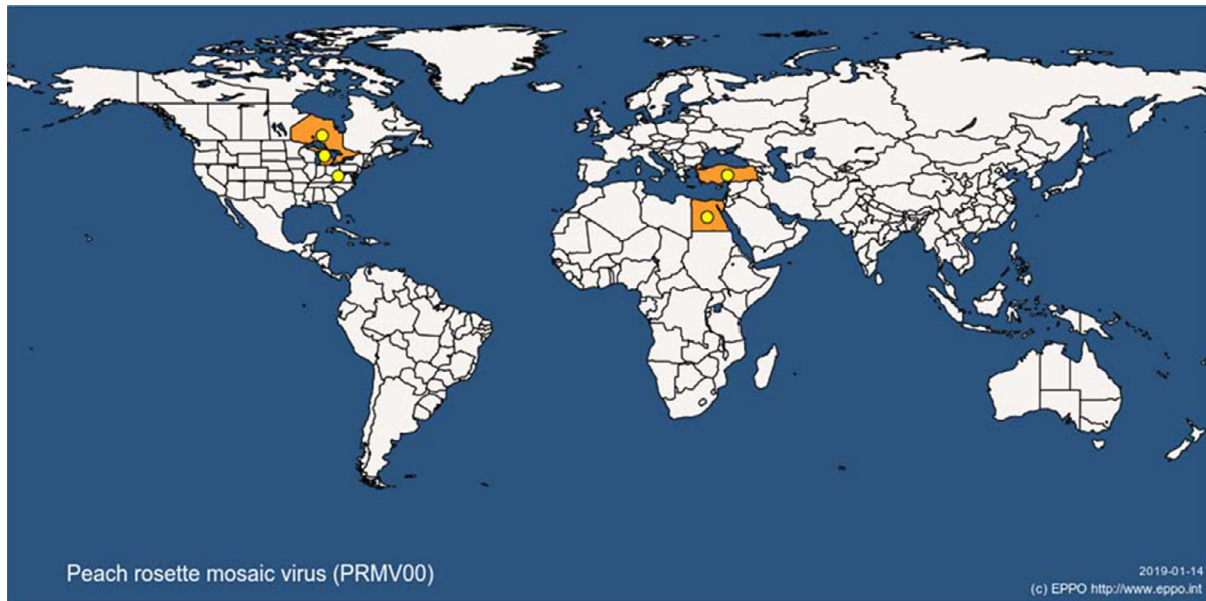 Peach rosette mosaic virus (PRMV00)
2019-01-14
(c) EPPO http://www.eppo.int